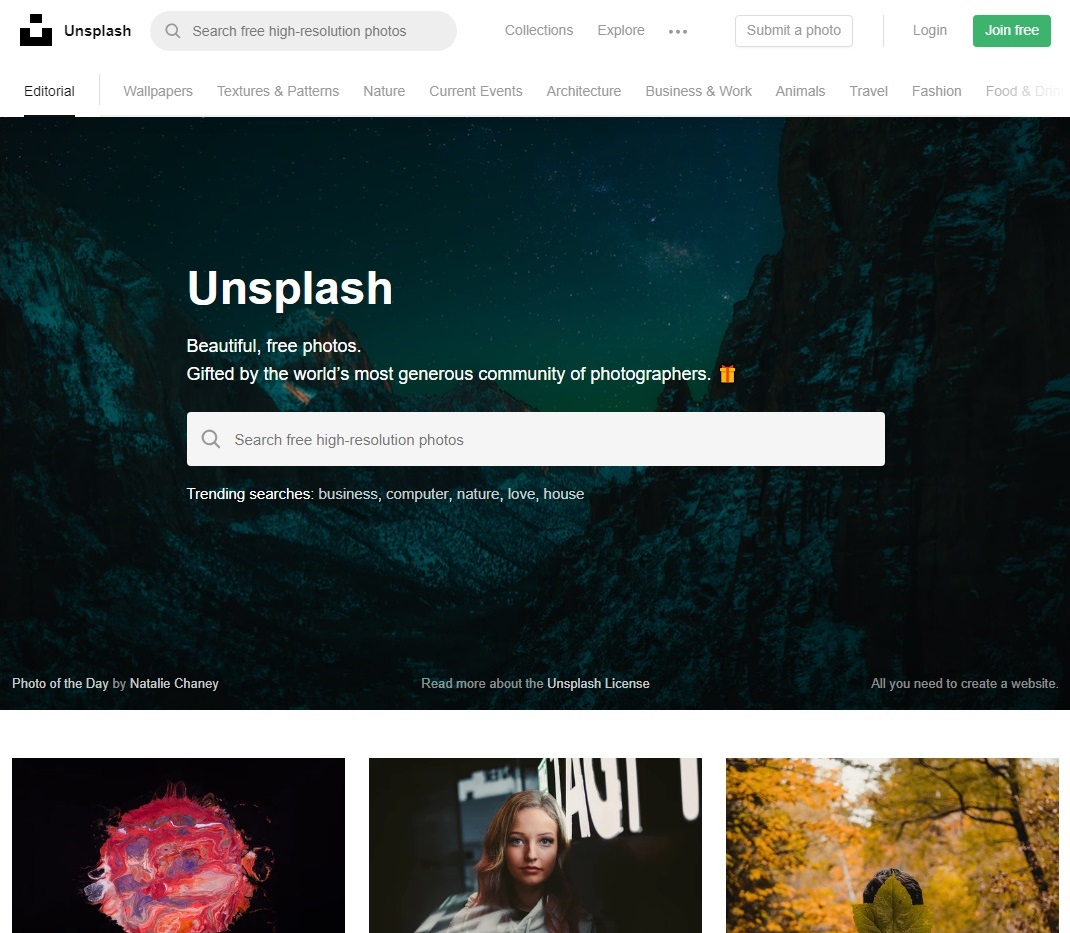 Unsplash
Search free high-resolution photos
Collections Explore ••• Submit a photo Login Join free
Editorial Wallpapers Textures & Patterns Nature Current Events Architecture Business & Work Animals Travel Fashion Food &
Unsplash
Beautiful, free photos.
Gifted by the world’s most generous community of photographers. 🎁
Search free high-resolution photos
Trending searches: business, computer, nature, love, house
Photo of the Day by Natalie Chaney
Read more about the Unsplash License
All you need to create a website.